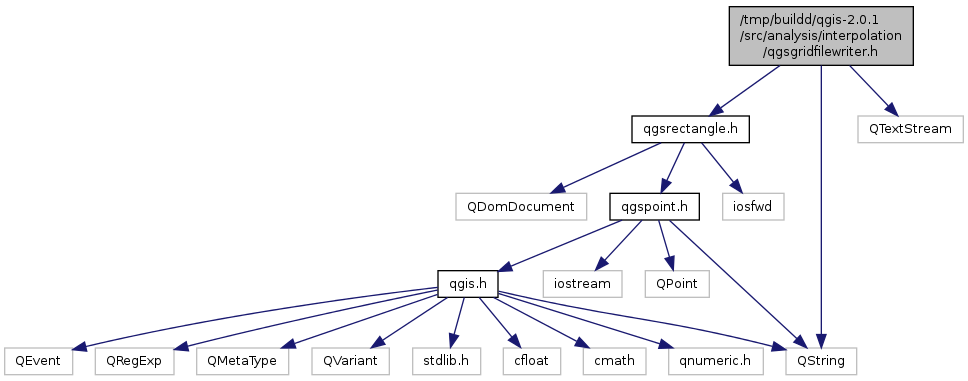 /tmp/buildd/qgis-2.0.1
/src/analysis/interpolation
/qgsgridfilewriter.h
qgsrectangle.h
QTextStream
QDomDocument
qgspoint.h
iosfwd
qgis.h
iostream
QPoint
QEvent
QRegExp
QMetaType
QVariant
stdlib.h
cfloat
cmath
qnumeric.h
QString